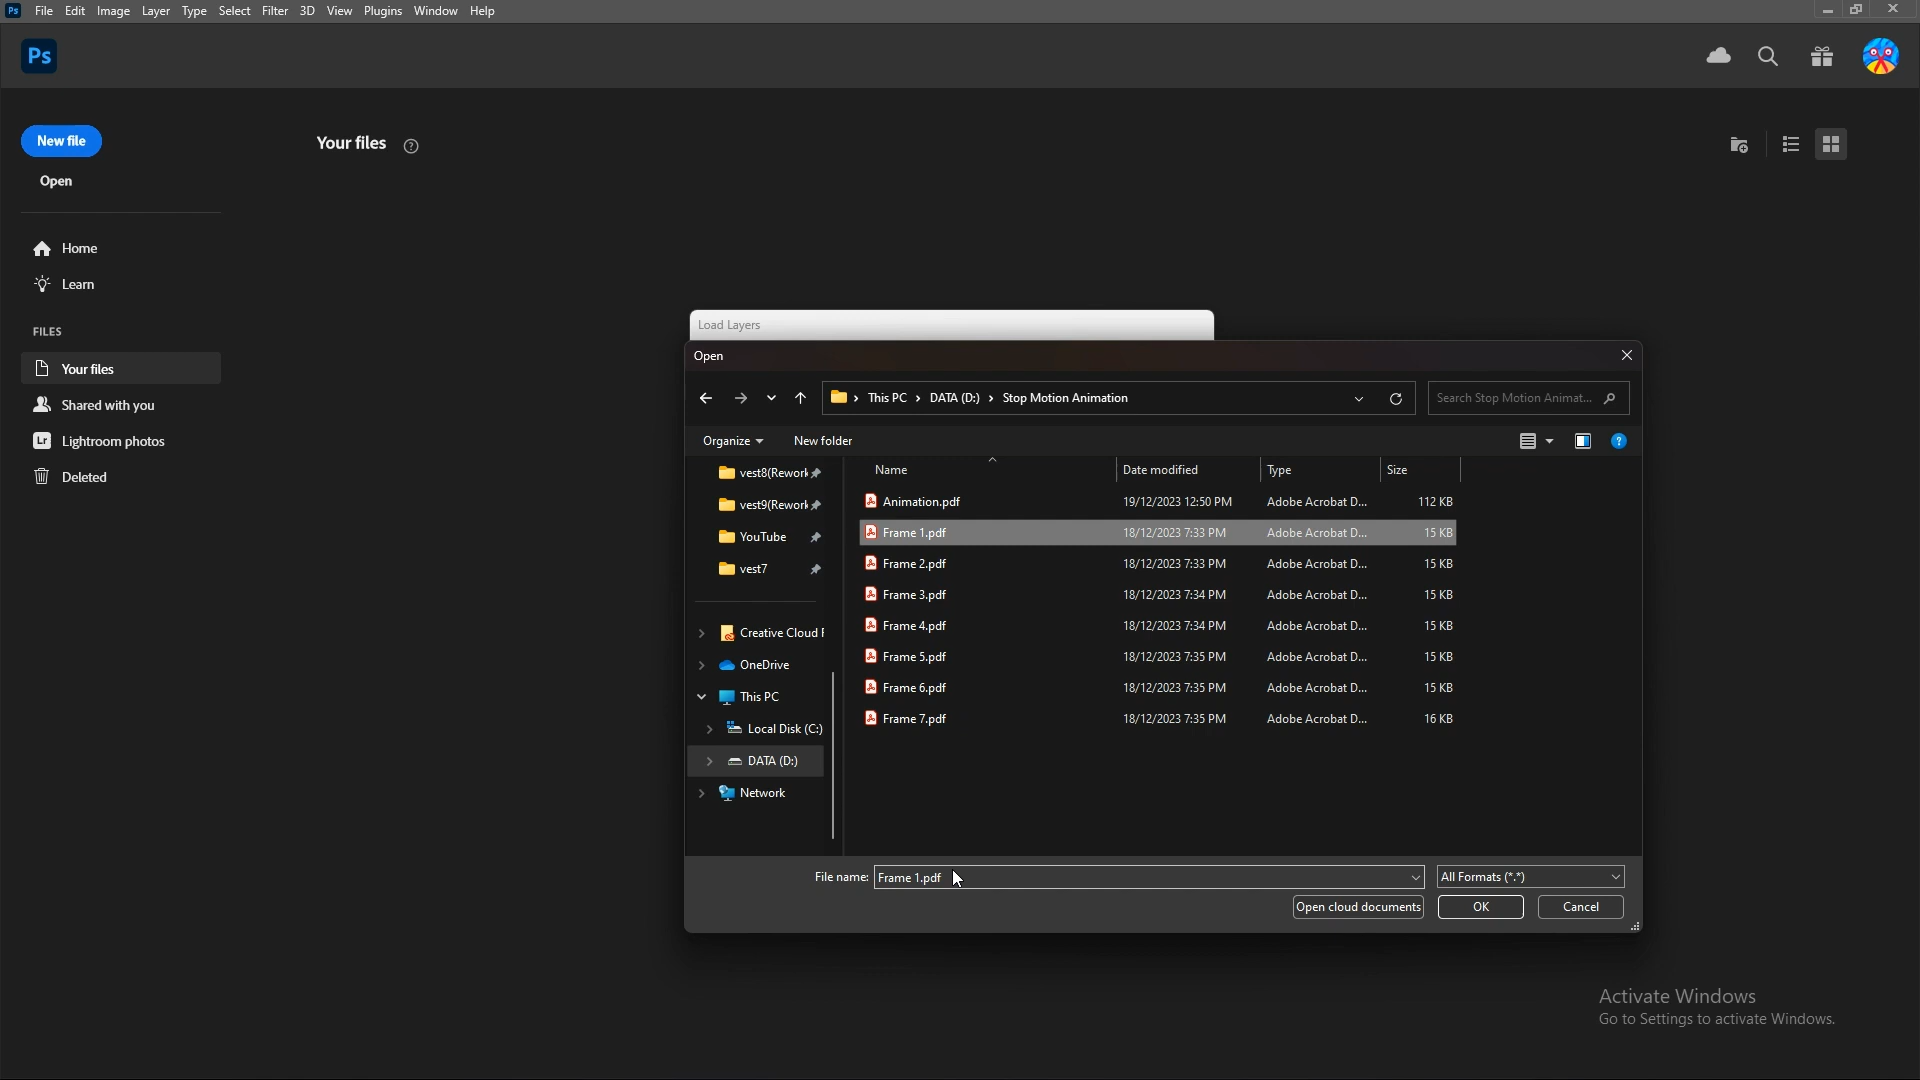 Ps File Edit Image Layer Type Select Filter 3D View Plugins Window Help
Ps
New file
Open
Home
Learn
FILES
Your files
Shared with you
Lr Lightroom photos
Deleted
Your files ?
Load Layers
Open
This PC > DATA (D:) > Stop Motion Animation
Search Stop Motion Animat...
Organize New folder
?
vest8(Rework
vest9(Rework
YouTube
vest7
Creative Cloud F
OneDrive
This PC
Local Disk (C:)
DATA (D:)
Network
Name Date modified Type Size
Animation.pdf 19/12/2023 12:50 PM Adobe Acrobat D... 112 KB
Frame 1.pdf 18/12/2023 7:33 PM Adobe Acrobat D... 15 KB
Frame 2.pdf 18/12/2023 7:33 PM Adobe Acrobat D... 15 KB
Frame 3.pdf 18/12/2023 7:34 PM Adobe Acrobat D... 15 KB
Frame 4.pdf 18/12/2023 7:34 PM Adobe Acrobat D... 15 KB
Frame 5.pdf 18/12/2023 7:35 PM Adobe Acrobat D... 15 KB
Frame 6.pdf 18/12/2023 7:35 PM Adobe Acrobat D... 15 KB
Frame 7.pdf 18/12/2023 7:35 PM Adobe Acrobat D... 16 KB
File name: Frame 1.pdf All Formats (*.*)
Open cloud documents OK Cancel
Activate Windows
Go to Settings to activate Windows.